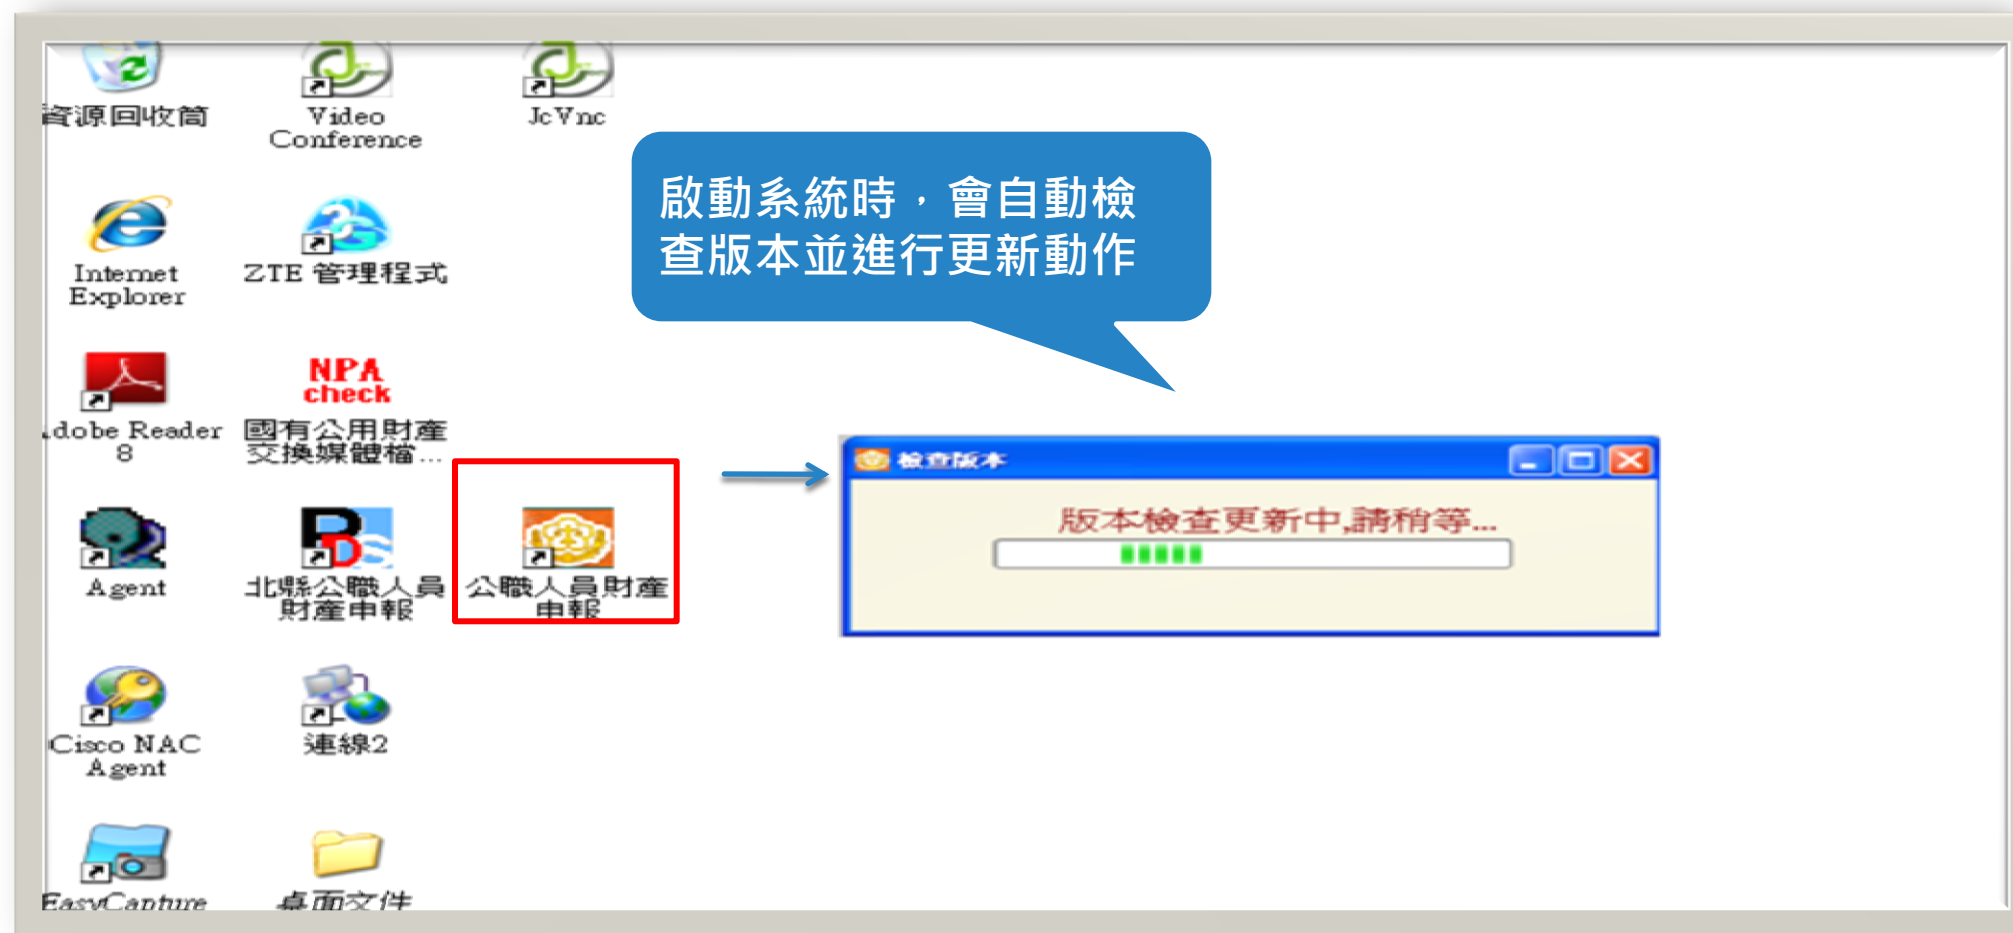 資源回收筒
Video
Conference
JcVnc
啟動系統時，會自動檢
查版本並進行更新動作
Internet
Explorer
ZTE 管理程式
NPA
check
dobe Reader
8
國有公用財產
交換媒體檔...
檢查版本
版本檢查更新中,請稍等...
Agent
北縣公職人員
財產申報
公職人員財產
申報
Cisco NAC
Agent
連線2
EasyCapture
桌面文件